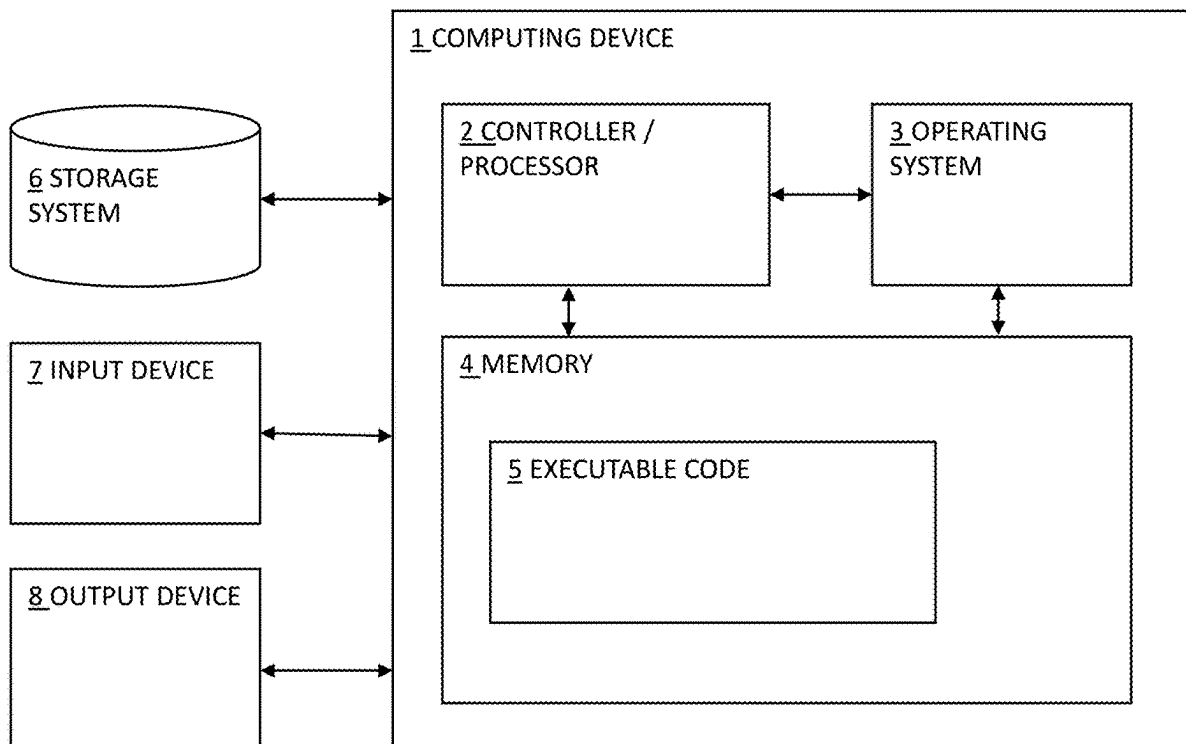 1 COMPUTING DEVICE
2 CONTROLLER /
PROCESSOR
3 OPERATING
SYSTEM
6 STORAGE
SYSTEM
4 MEMORY
7 INPUT DEVICE
5 EXECUTABLE CODE
8 OUTPUT DEVICE